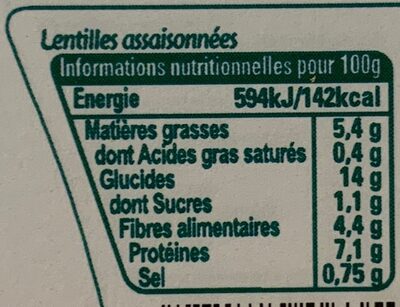 Lentilles assaisonnées
Informations nutritionnelles pour 100g
Energie 594kJ/142kcal
Matières grasses 5,4 g
dont Acides gras saturés 0,4 g
Glucides 14 g
dont Sucres 1,1 g
Fibres alimentaires 4,4 g
Protéines 7,1 g
Sel 0,75 g